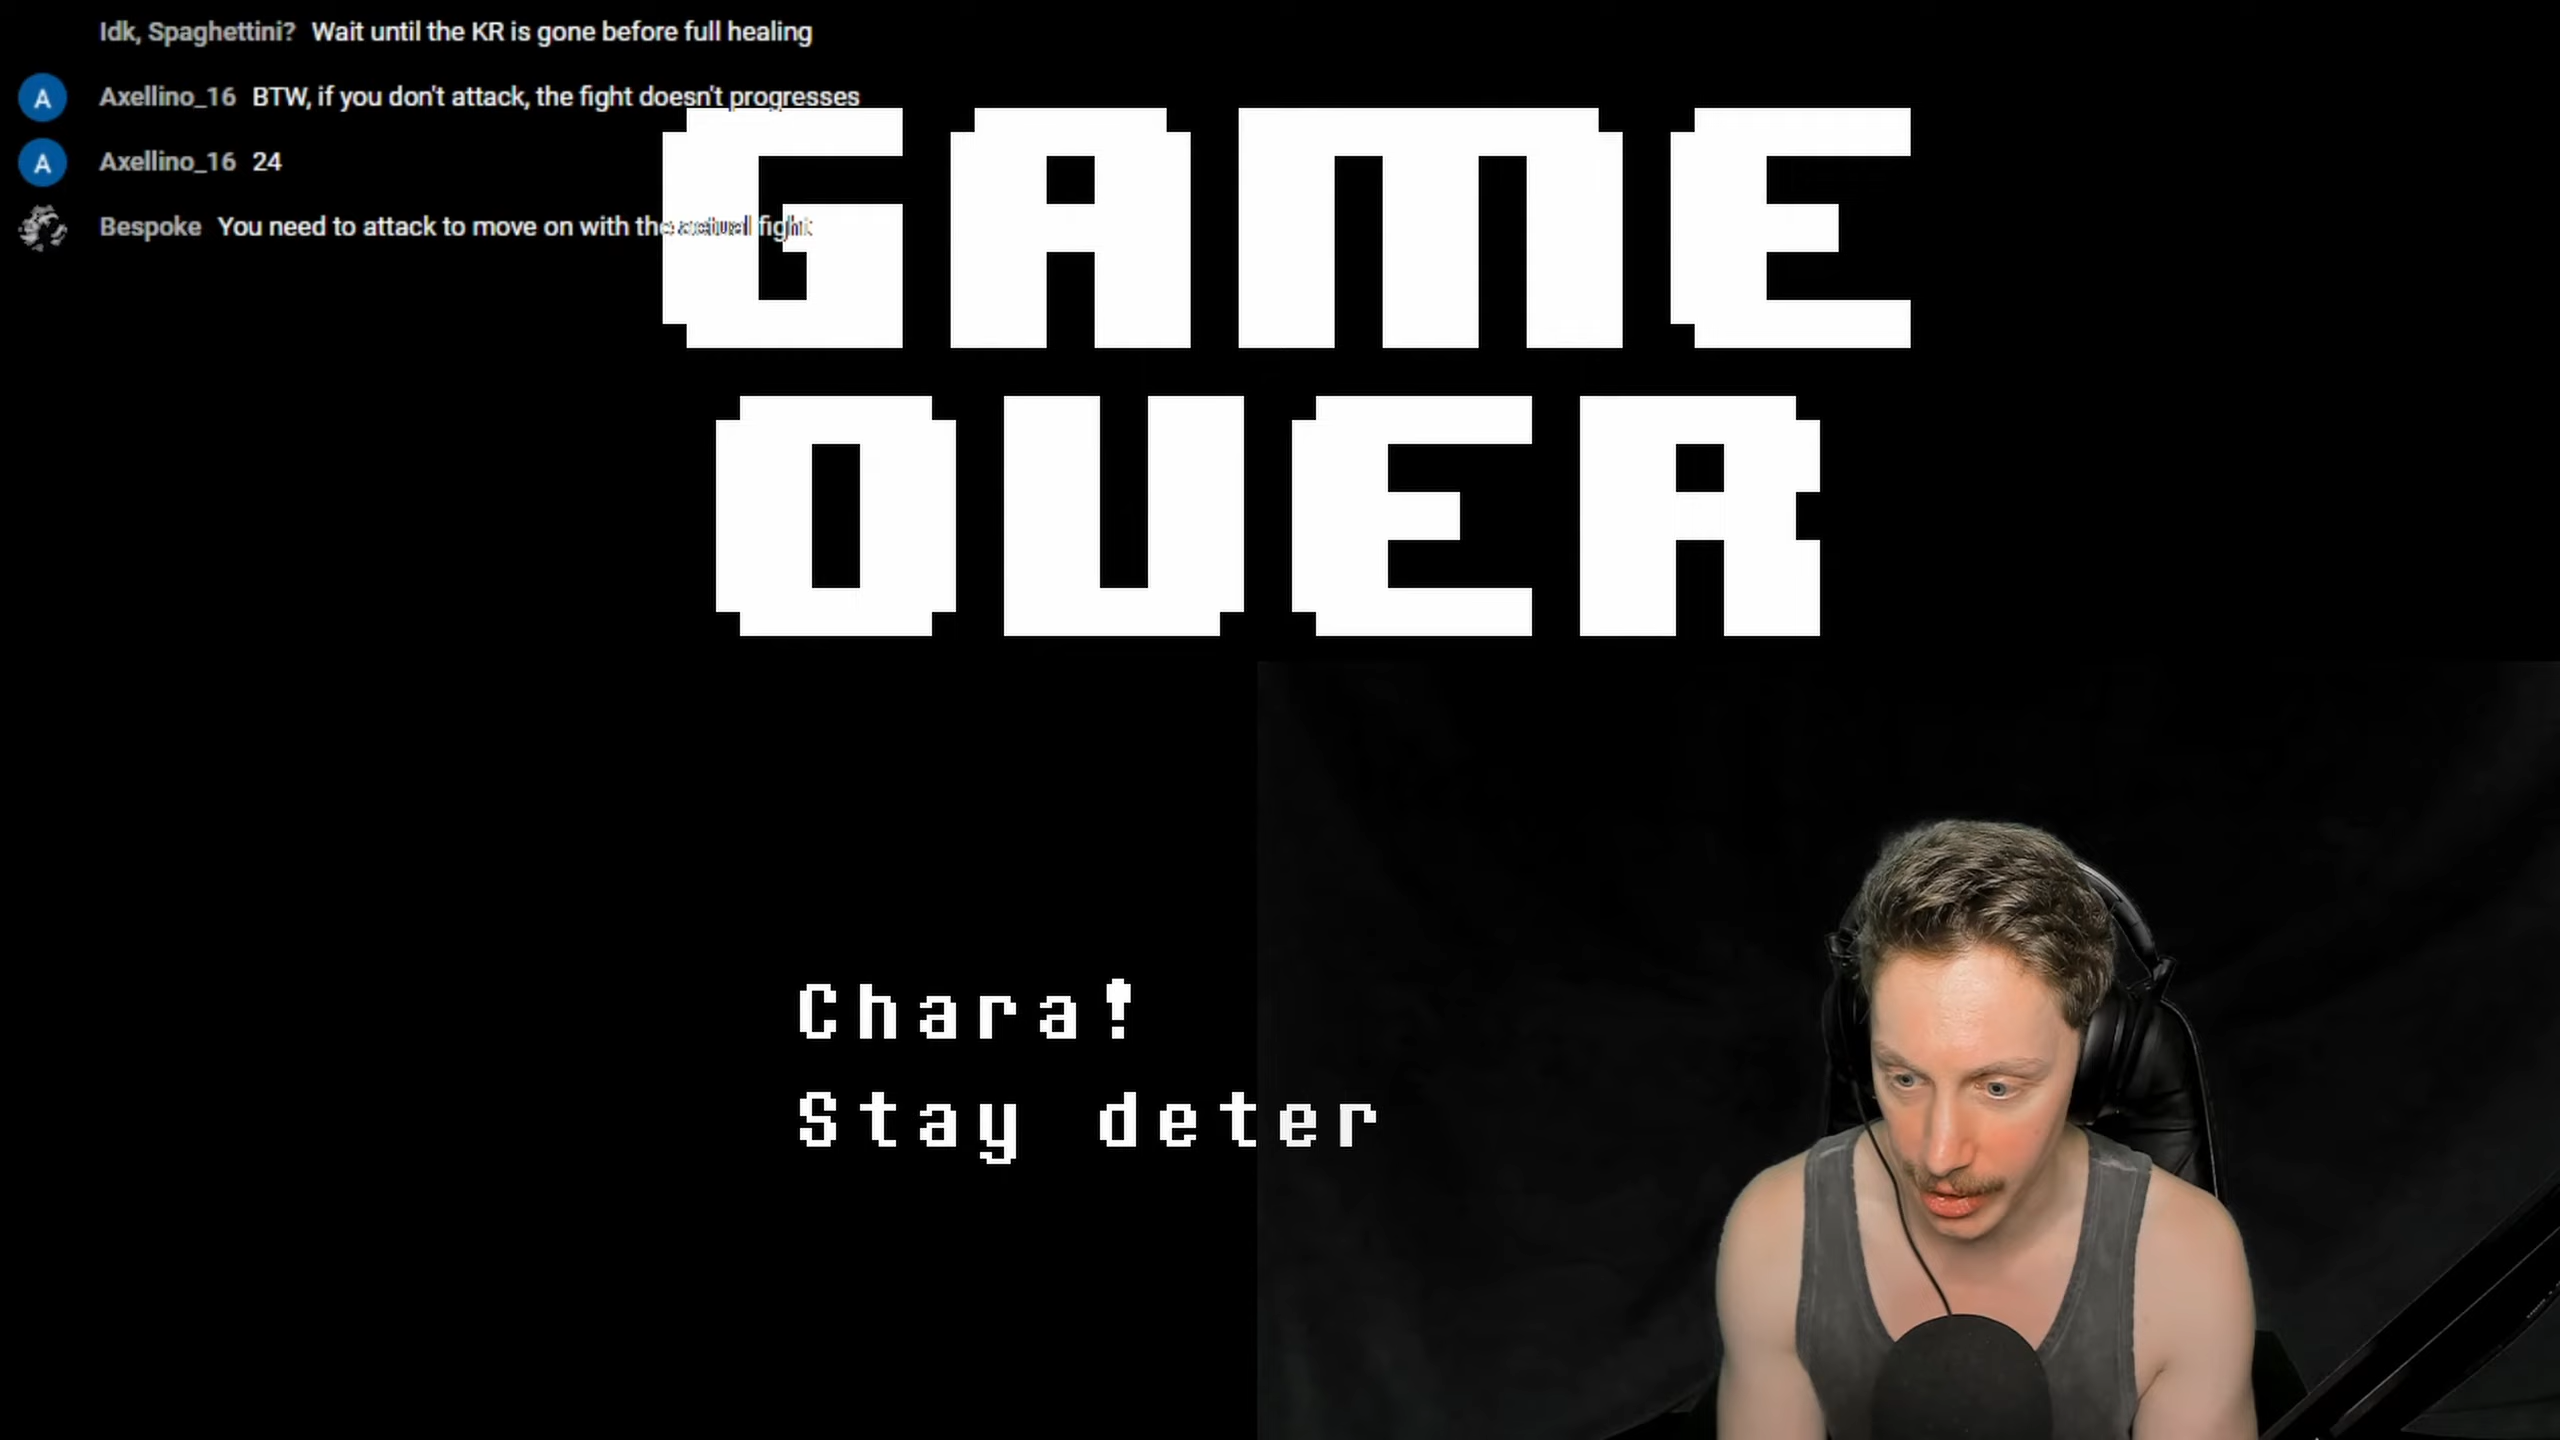 Idk, Spaghettini? Wait until the KR is gone before full healing
A Axellino_16 BTW, if you don't attack, the fight doesn't progresses
A Axellino_16 24
Bespoke You need to attack to move on with the actual fight
GAME
OVER
Chara!
Stay deter